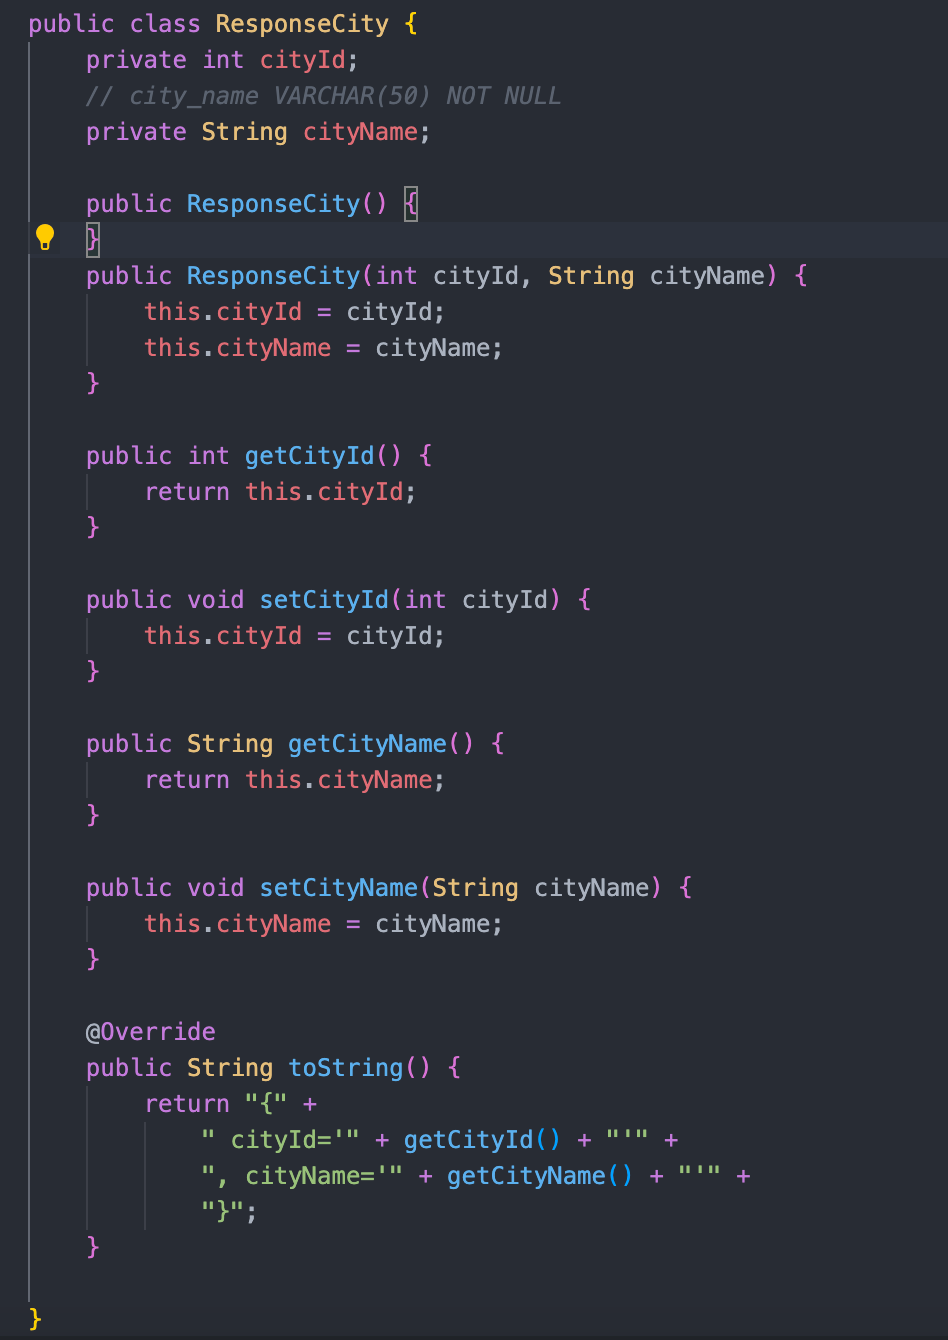 public class ResponseCity {
    private int cityId;
    // city_name VARCHAR(50) NOT NULL
    private String cityName;

    public ResponseCity() {
    }
    public ResponseCity(int cityId, String cityName) {
        this.cityId = cityId;
        this.cityName = cityName;
    }

    public int getCityId() {
        return this.cityId;
    }

    public void setCityId(int cityId) {
        this.cityId = cityId;
    }

    public String getCityName() {
        return this.cityName;
    }

    public void setCityName(String cityName) {
        this.cityName = cityName;
    }

    @Override
    public String toString() {
        return "{" +
            " cityId='" + getCityId() + "'" +
            ", cityName='" + getCityName() + "'" +
            "}";
    }

}